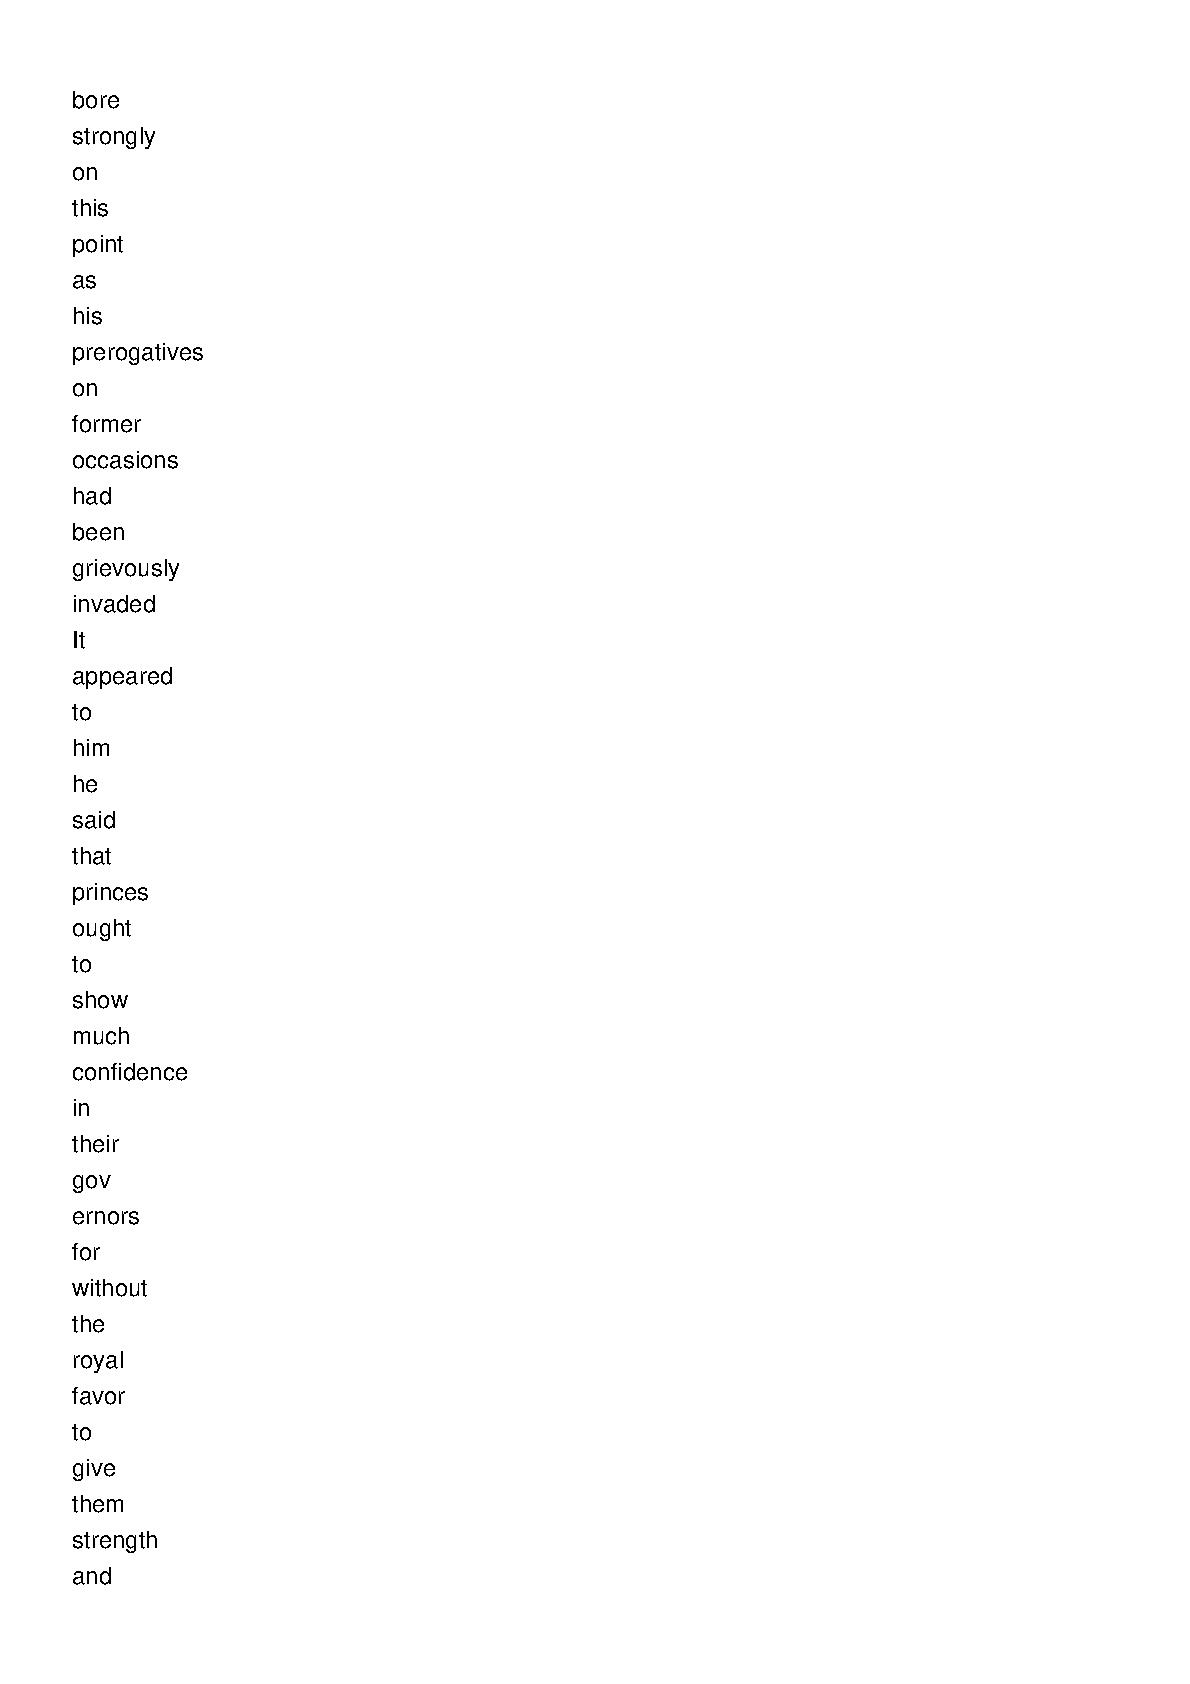 bore
strongly
on
this
point
as
his
prerogatives
on
former
occasions
had
been
grievously
invaded
It
appeared
to
him
he
said
that
princes
ought
to
show
much
confidence
in
their
gov
ernors
for
without
the
royal
favor
to
give
them
strength
and